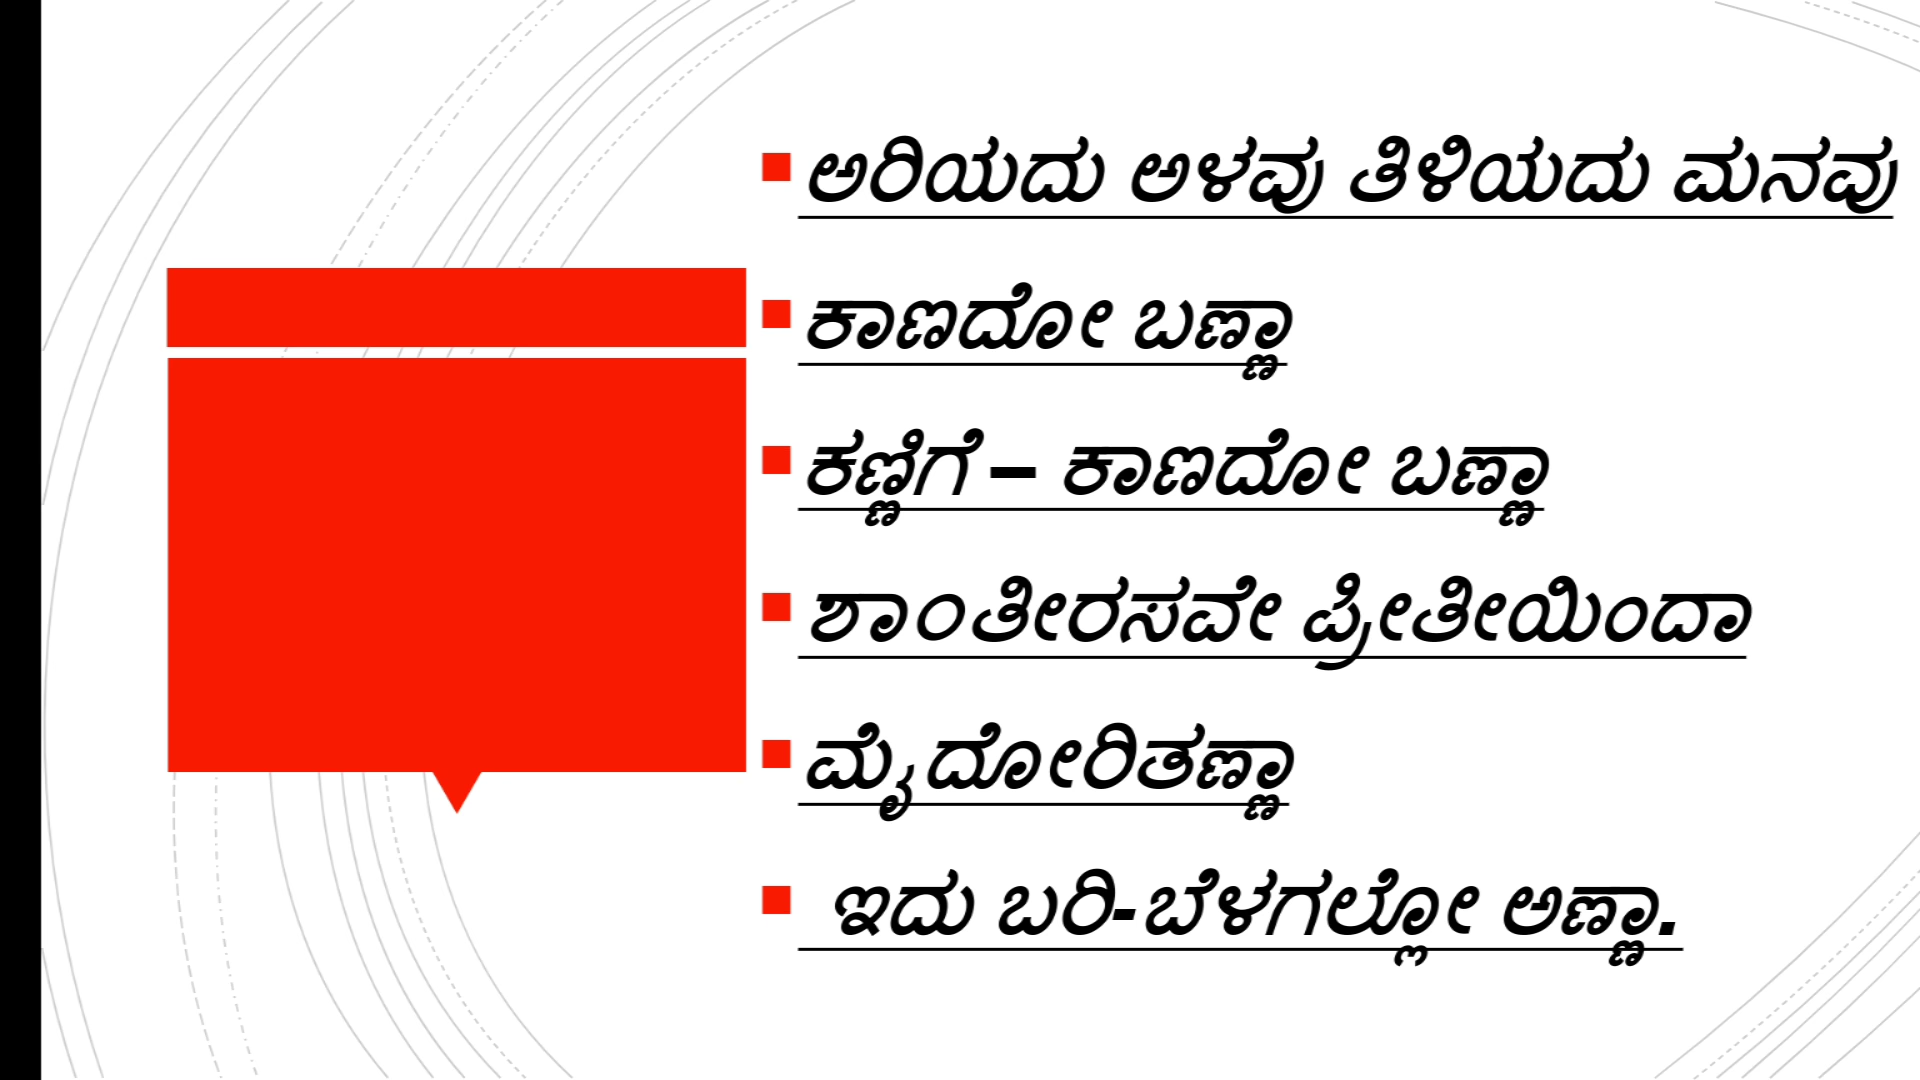 ಅರಿಯದು ಅಳವು ತಿಳಿಯದು ಮನವು
ಕಾಣದೋ ಬಣ್ಣಾ
ಕಣ್ಣಿಗೆ – ಕಾಣದೋ ಬಣ್ಣಾ
ಶಾಂತೀರಸವೇ ಪ್ರೀತೀಯಿಂದಾ
ಮೈದೋರಿತಣ್ಣಾ
ಇದು ಬರಿ-ಬೆಳಗಲ್ಲೋ ಅಣ್ಣಾ.